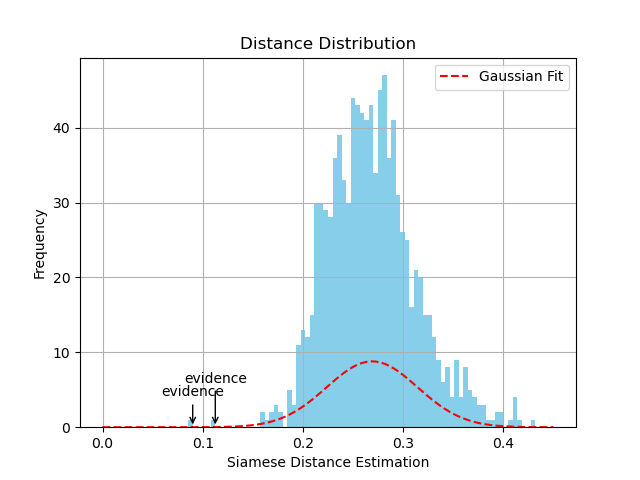 Distance Distribution
Gaussian Fit
Frequency
40
30
20
10
0
evidence
evidence
0.0 0.1 0.2 0.3 0.4
Siamese Distance Estimation